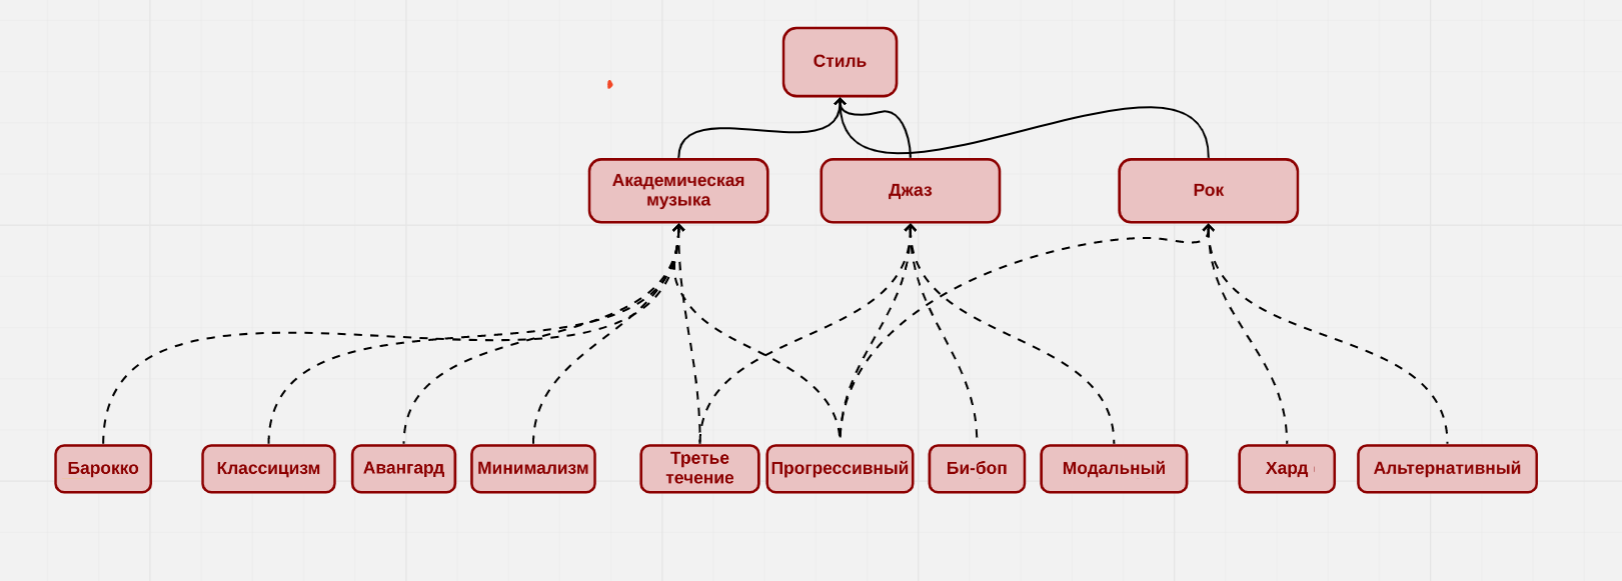 Стиль
Академическая
музыка
Джаз
Рок
Барокко
Классицизм
Авангард
Минимализм
Третье
течение
Прогрессивный
Би-боп
Модальный
Хард
Альтернативный